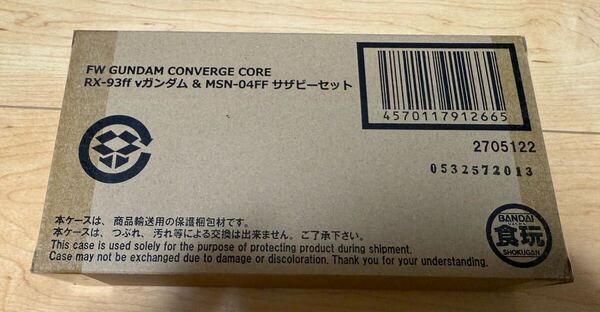 FW GUNDAM CONVERGE CORE
RX-93ff νガンダム & MSN-04FF サザビーセット
4570117912665
2705122
0532572013
本ケースは、商品輸送用の保護梱包材です。
本ケースは、つぶれ、汚れ等による交換は出来ません。ご了承下さい。
This case is used solely for the purpose of protecting product during shipment.
Case may not be exchanged due to damage or discoloration. Thank you for your understanding.
BANDAI
食玩
SHOKUGAN